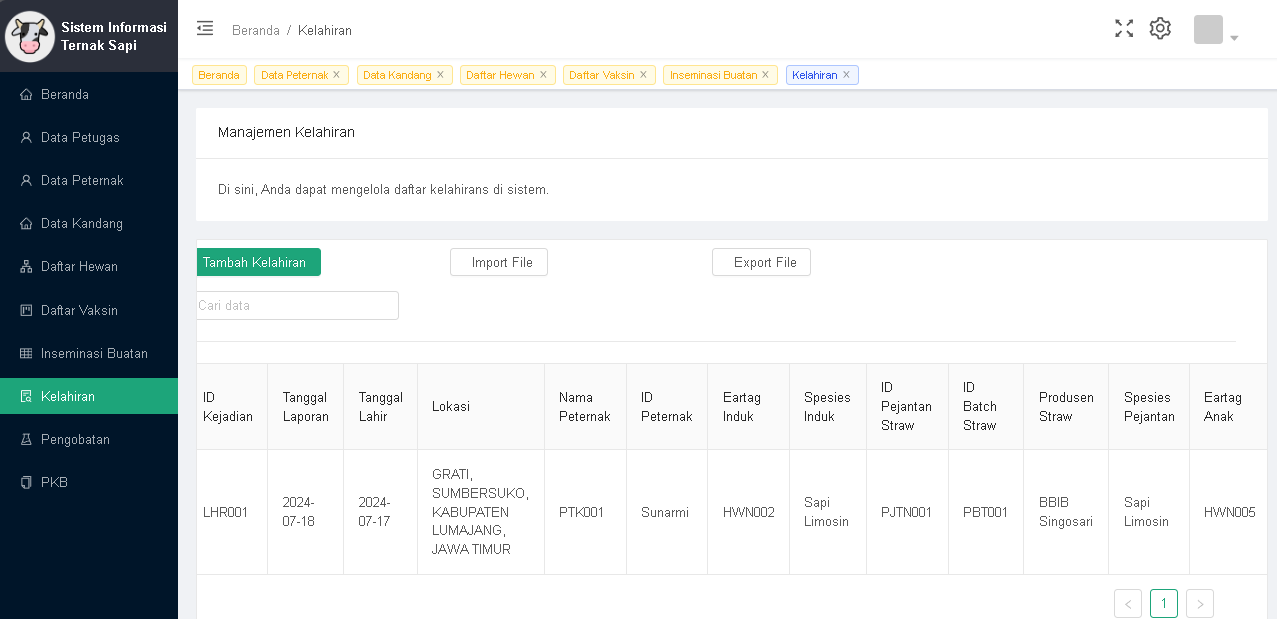 Sistem Informasi
Ternak Sapi
Beranda
Data Petugas
Data Peternak
Data Kandang
Daftar Hewan
Daftar Vaksin
Inseminasi Buatan
Kelahiran
Pengobatan
PKB
Beranda / Kelahiran
Beranda Data Peternak X Data Kandang X Daftar Hewan X Daftar Vaksin X Inseminasi Buatan X Kelahiran X
Manajemen Kelahiran
Di sini, Anda dapat mengelola daftar kelahirans di sistem.
Tambah Kelahiran Import File Export File
Cari data
ID
Kejadian
Tanggal
Laporan
Tanggal
Lahir
Lokasi
Nama
Peternak
ID
Peternak
Eartag
Induk
Spesies
Induk
ID
Pejantan
Straw
ID
Batch
Straw
Produsen
Straw
Spesies
Pejantan
Eartag
Anak
LHR001
2024-
07-18
2024-
07-17
GRATI,
SUMBERSUKO,
KABUPATEN
LUMAJANG,
JAWA TIMUR
PTK001
Sunarmi
HWN002
Sapi
Limosin
PJTN001
PBT001
BBIB
Singosari
Sapi
Limosin
HWN005
< 1 >